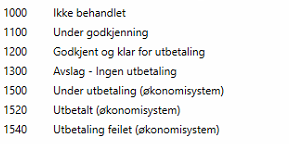 1000 Ikke behandlet
1100 Under godkjenning
1200 Godkjent og klar for utbetaling
1300 Avslag - Ingen utbetaling
1500 Under utbetaling (økonomisystem)
1520 Utbetalt (økonomisystem)
1540 Utbetaling feilet (økonomisystem)